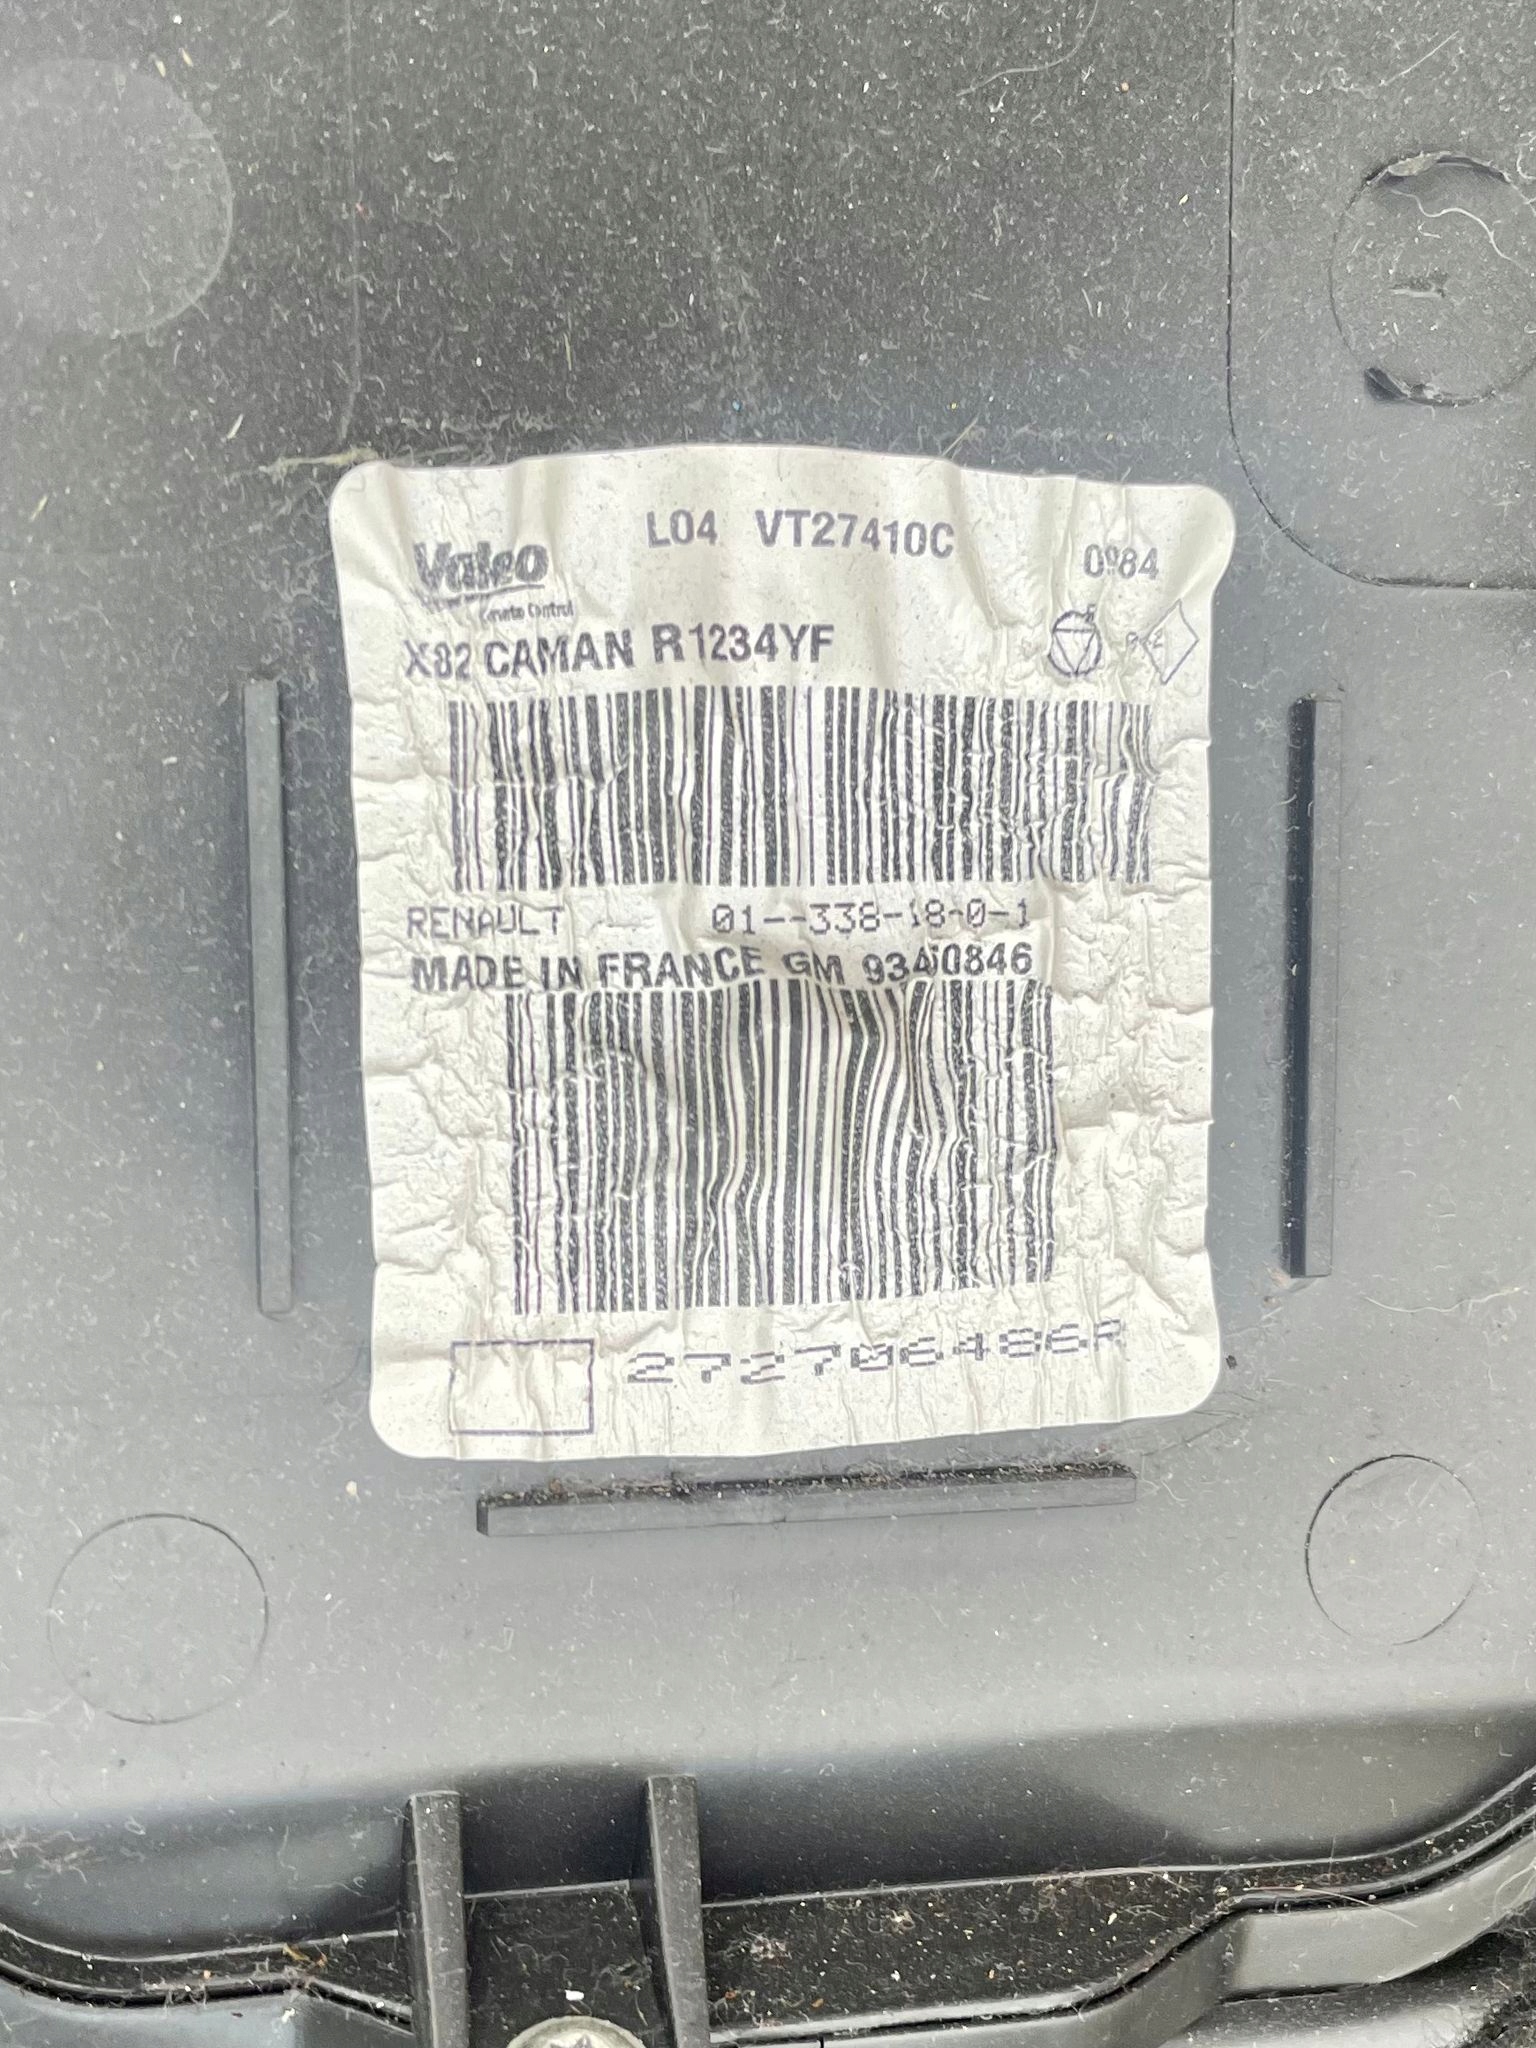 L04 VT27410C
Valeo
0984
Control
X82 CAMAN R1234YF
RENAULT 01--338-18-0-1
MADE IN FRANCE GM 93450846
272706486R